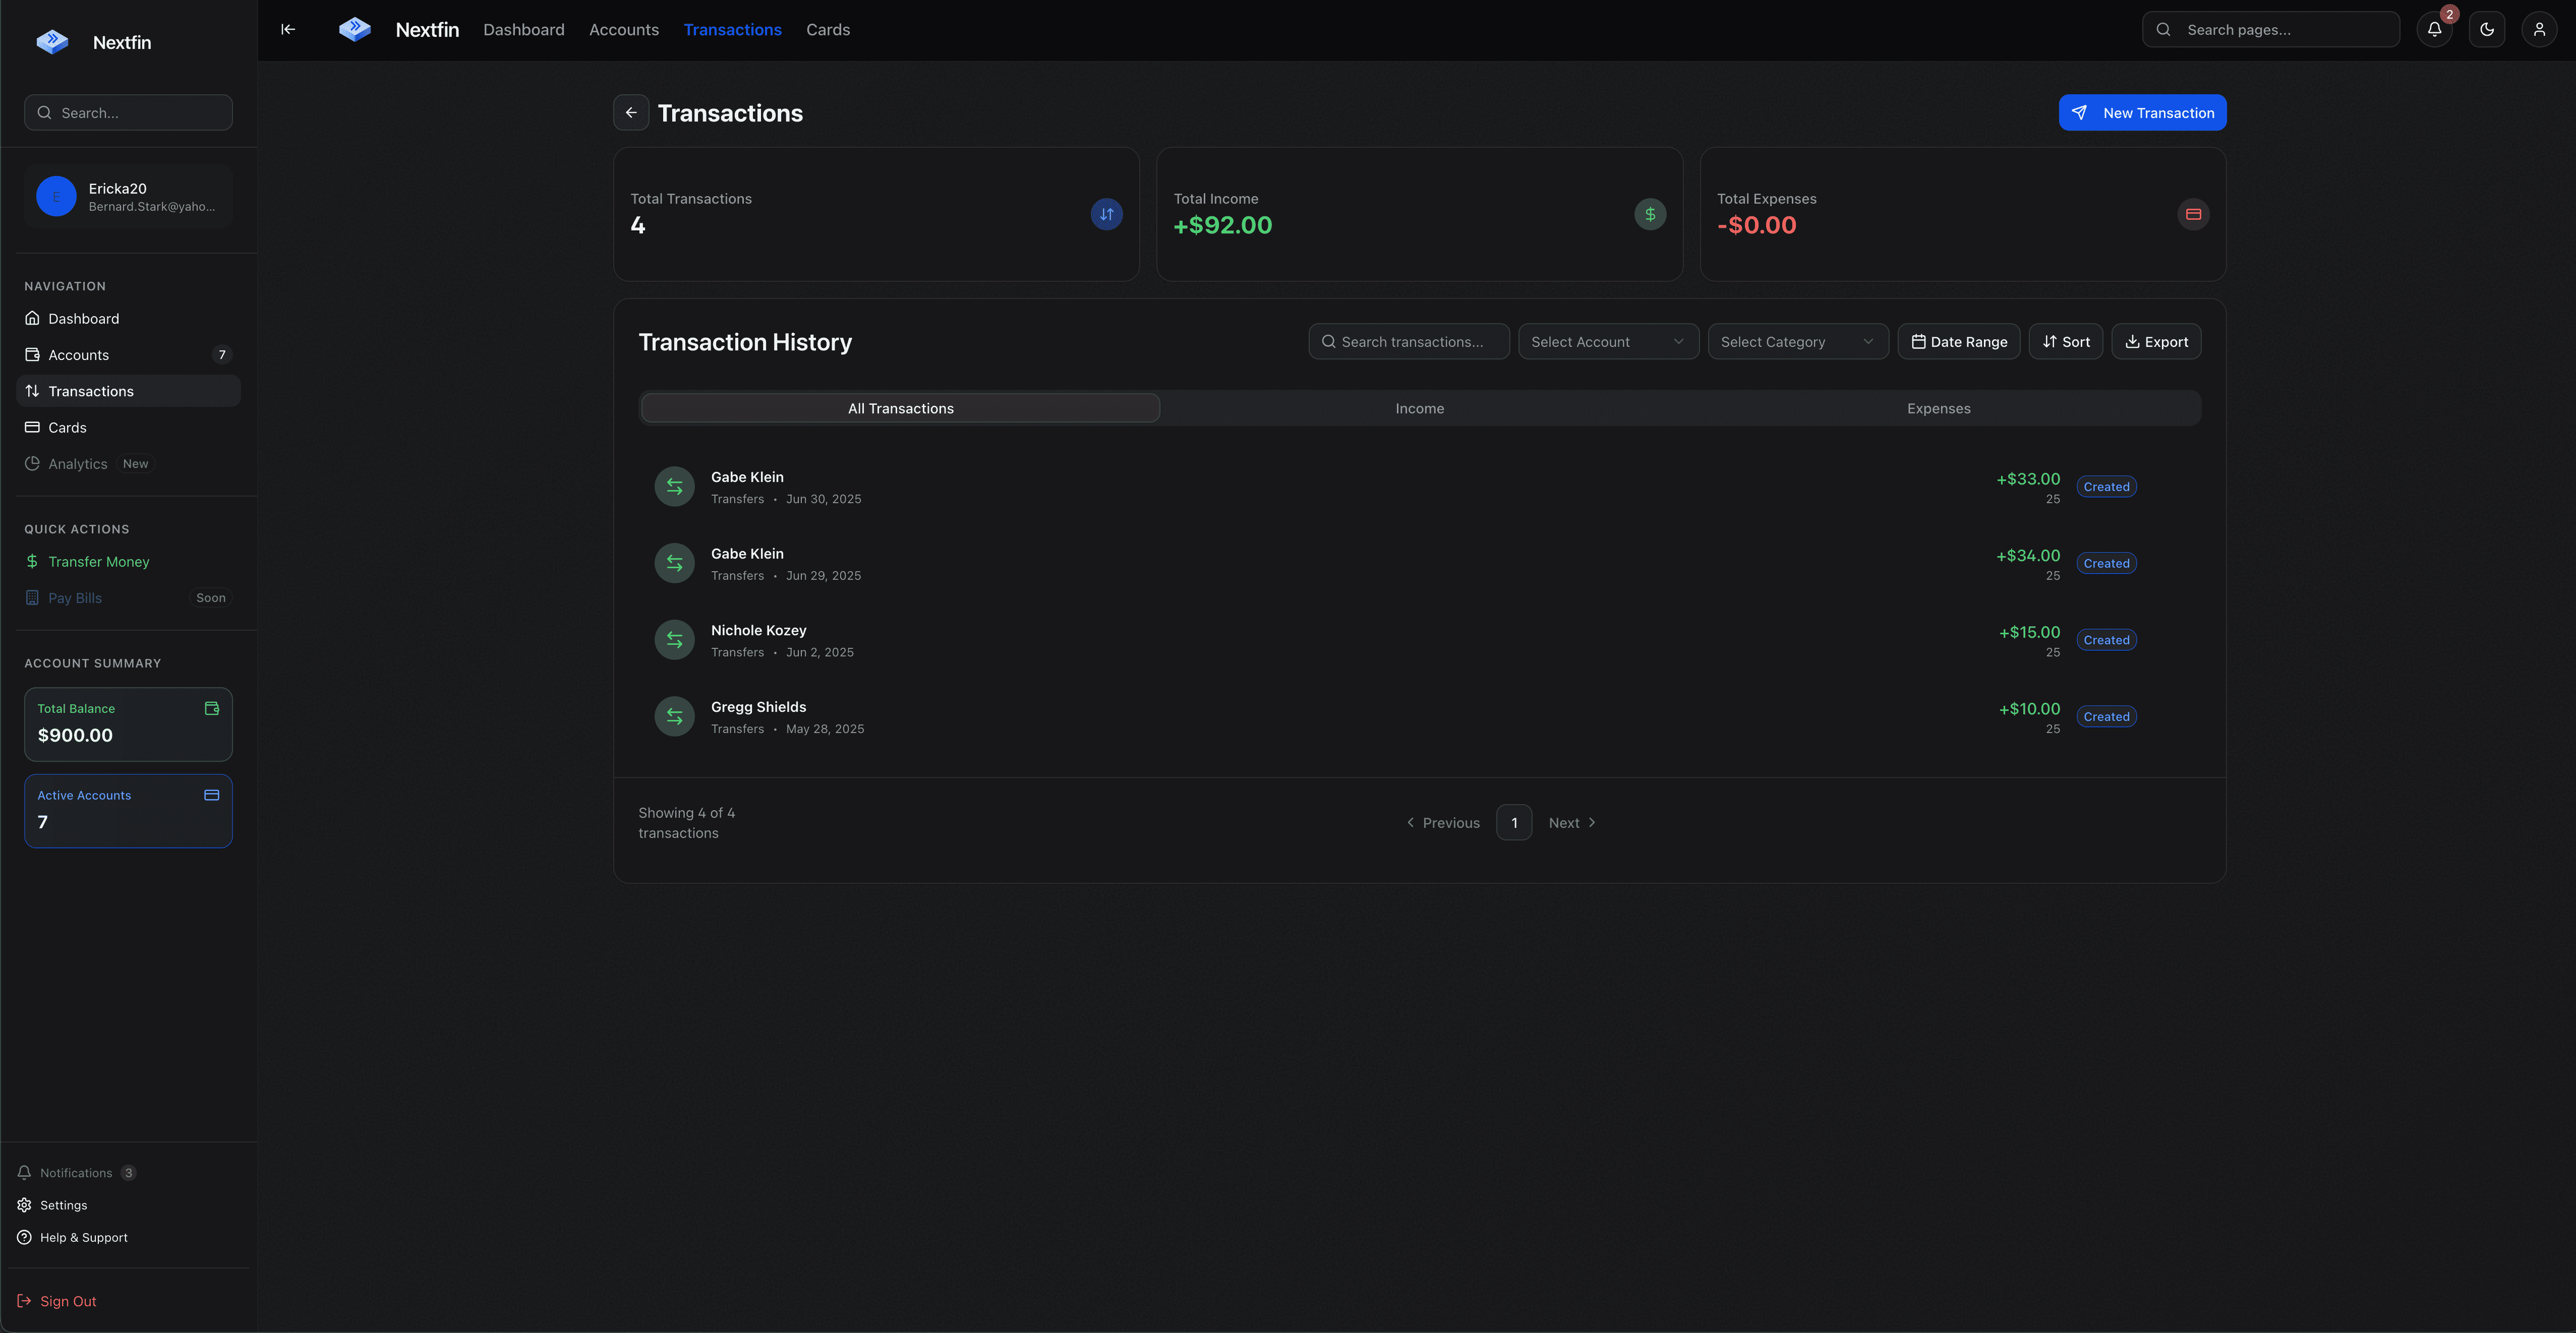 Nextfin
Search...
E
Ericka20
Bernard.Stark@yaho...
NAVIGATION
Dashboard
Accounts 7
Transactions
Cards
Analytics New
QUICK ACTIONS
Transfer Money
Pay Bills Soon
ACCOUNT SUMMARY
Total Balance
$900.00
Active Accounts
7
Notifications 3
Settings
Help & Support
Sign Out
Nextfin Dashboard Accounts Transactions Cards
Search pages...
2
Transactions
New Transaction
Total Transactions
4
Total Income
+$92.00
Total Expenses
-$0.00
Transaction History
Search transactions...
Select Account
Select Category
Date Range
Sort
Export
All Transactions
Income
Expenses
Gabe Klein
Transfers • Jun 30, 2025
+$33.00
25
Created
Gabe Klein
Transfers • Jun 29, 2025
+$34.00
25
Created
Nichole Kozey
Transfers • Jun 2, 2025
+$15.00
25
Created
Gregg Shields
Transfers • May 28, 2025
+$10.00
25
Created
Showing 4 of 4
transactions
Previous 1 Next